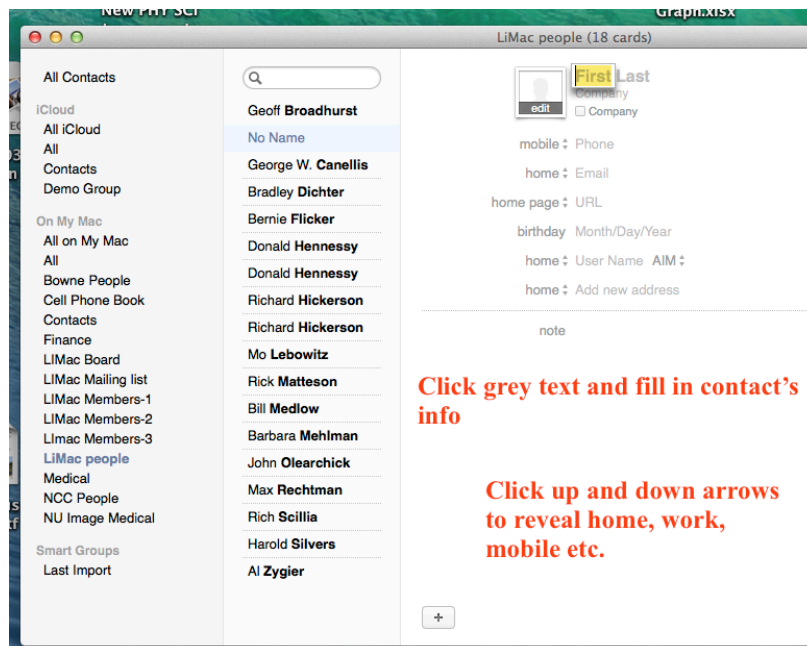 New PHY SCI
Graph.xlsx
LiMac people (18 cards)
All Contacts
iCloud
All iCloud
All
Contacts
Demo Group
On My Mac
All on My Mac
All
Bowne People
Cell Phone Book
Contacts
Finance
LIMac Board
LIMac Mailing list
LIMac Members-1
LIMac Members-2
LImac Members-3
LiMac people
Medical
NCC People
NU Image Medical
Smart Groups
Last Import
Geoff Broadhurst
No Name
George W. Canellis
Bradley Dichter
Bernie Flicker
Donald Hennessy
Donald Hennessy
Richard Hickerson
Richard Hickerson
Mo Lebowitz
Rick Matteson
Bill Medlow
Barbara Mehlman
John Olearchick
Max Rechtman
Rich Scillia
Harold Silvers
Al Zygier
First Last
Company
edit
Company
mobile Phone
home Email
home page URL
birthday Month/Day/Year
home User Name AIM
home Add new address
note
Click grey text and fill in contact's
info
Click up and down arrows
to reveal home, work,
mobile etc.
+